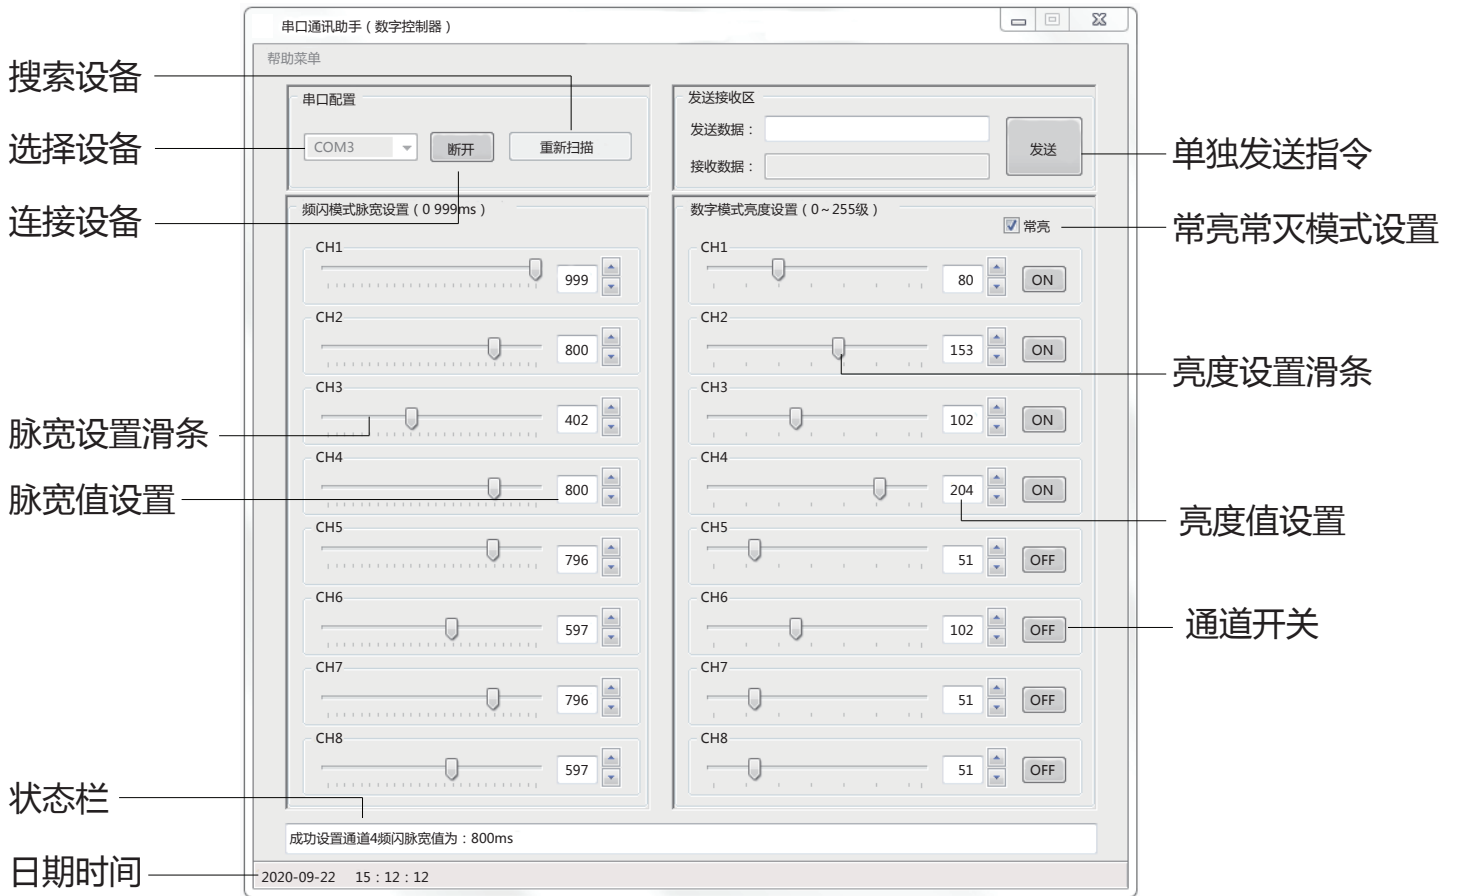 串口通讯助手 ( 数字控制器 )
帮助菜单
搜索设备
选择设备
连接设备
脉宽设置滑条
脉宽值设置
状态栏
日期时间
串口配置
COM3
断开
重新扫描
发送接收区
发送数据：
接收数据：
发送
频闪模式脉宽设置 ( 0 999ms )
CH1
999
CH2
800
CH3
402
CH4
800
CH5
796
CH6
597
CH7
796
CH8
597
数字模式亮度设置 ( 0～255级 )
常亮
CH1
80 ON
CH2
153 ON
CH3
102 ON
CH4
204 ON
CH5
51 OFF
CH6
102 OFF
CH7
51 OFF
CH8
51 OFF
单独发送指令
常亮常灭模式设置
亮度设置滑条
亮度值设置
通道开关
成功设置通道4频闪脉宽值为：800ms
2020-09-22 15：12：12